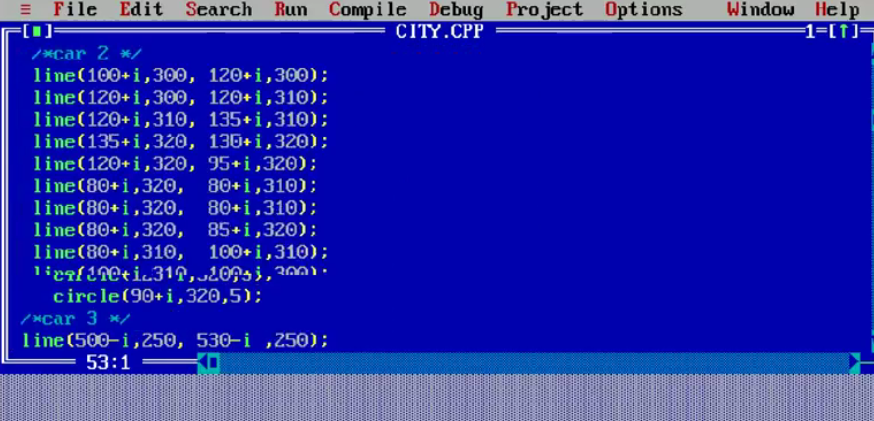 ≡ File Edit Search Run Compile Debug Project Options Window Help
[■] CITY.CPP 1=[↑]
/*car 2 */
line(100+i,300, 120+i,300);
line(120+i,300, 120+i,310);
line(120+i,310, 135+i,310);
line(135+i,320, 135+i,320);
line(120+i,320, 95+i,320);
line(80+i,320, 80+i,310);
line(80+i,320, 80+i,310);
line(80+i,320, 85+i,320);
line(80+i,310, 100+i,310);
circle(90+i,320,5);
/*car 3 */
line(500-i,250, 530-i ,250);
53:1